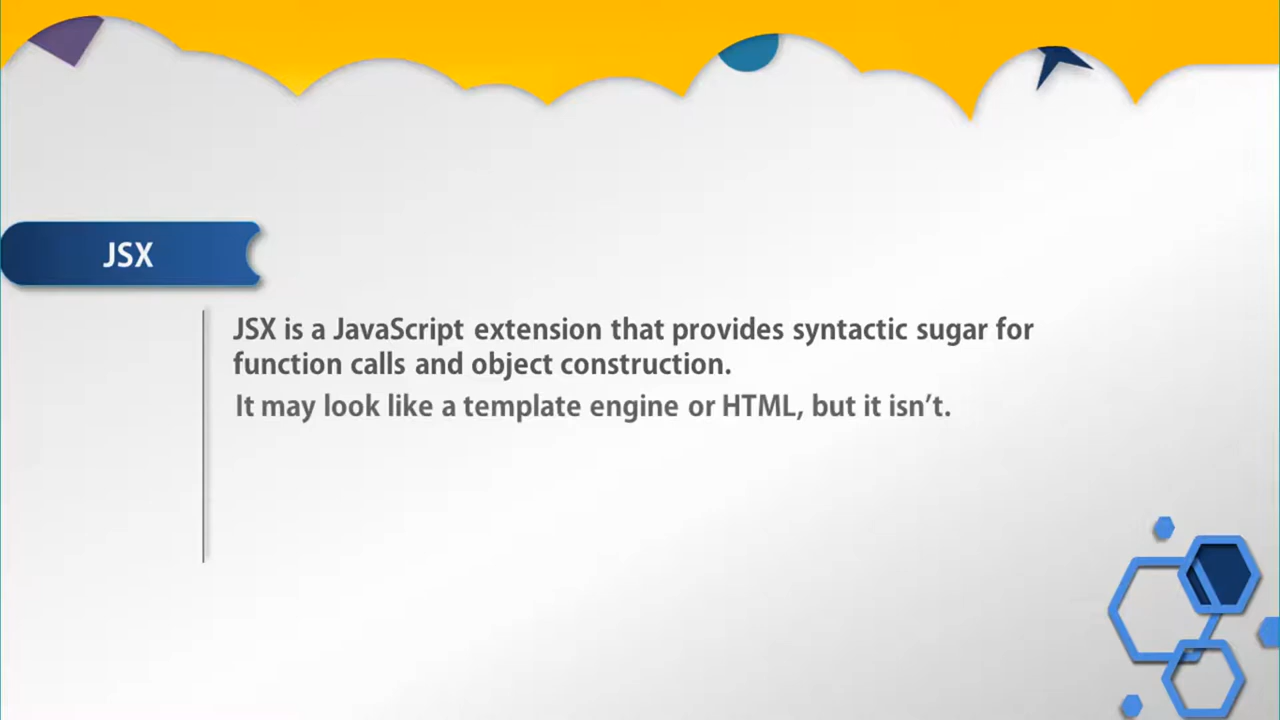 JSX
JSX is a JavaScript extension that provides syntactic sugar for
function calls and object construction.
It may look like a template engine or HTML, but it isn’t.